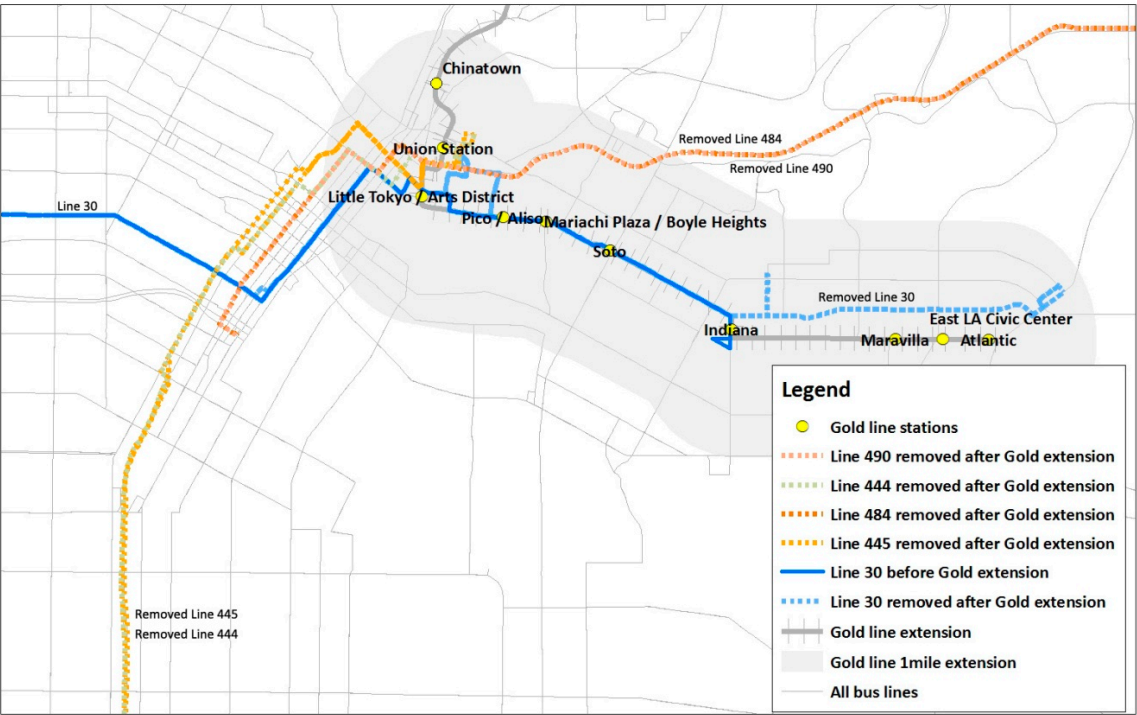 Chinatown
Removed Line 484
Union Station
Removed Line 490
Line 30
Little Tokyo / Arts District
Pico / Aliso
Mariachi Plaza / Boyle Heights
Soto
Removed Line 30
East LA Civic Center
Indiana
Maravilla
Atlantic
Legend
Gold line stations
Line 490 removed after Gold extension
Line 444 removed after Gold extension
Line 484 removed after Gold extension
Line 445 removed after Gold extension
Line 30 before Gold extension
Line 30 removed after Gold extension
Gold line extension
Gold line 1mile extension
All bus lines
Removed Line 445
Removed Line 444